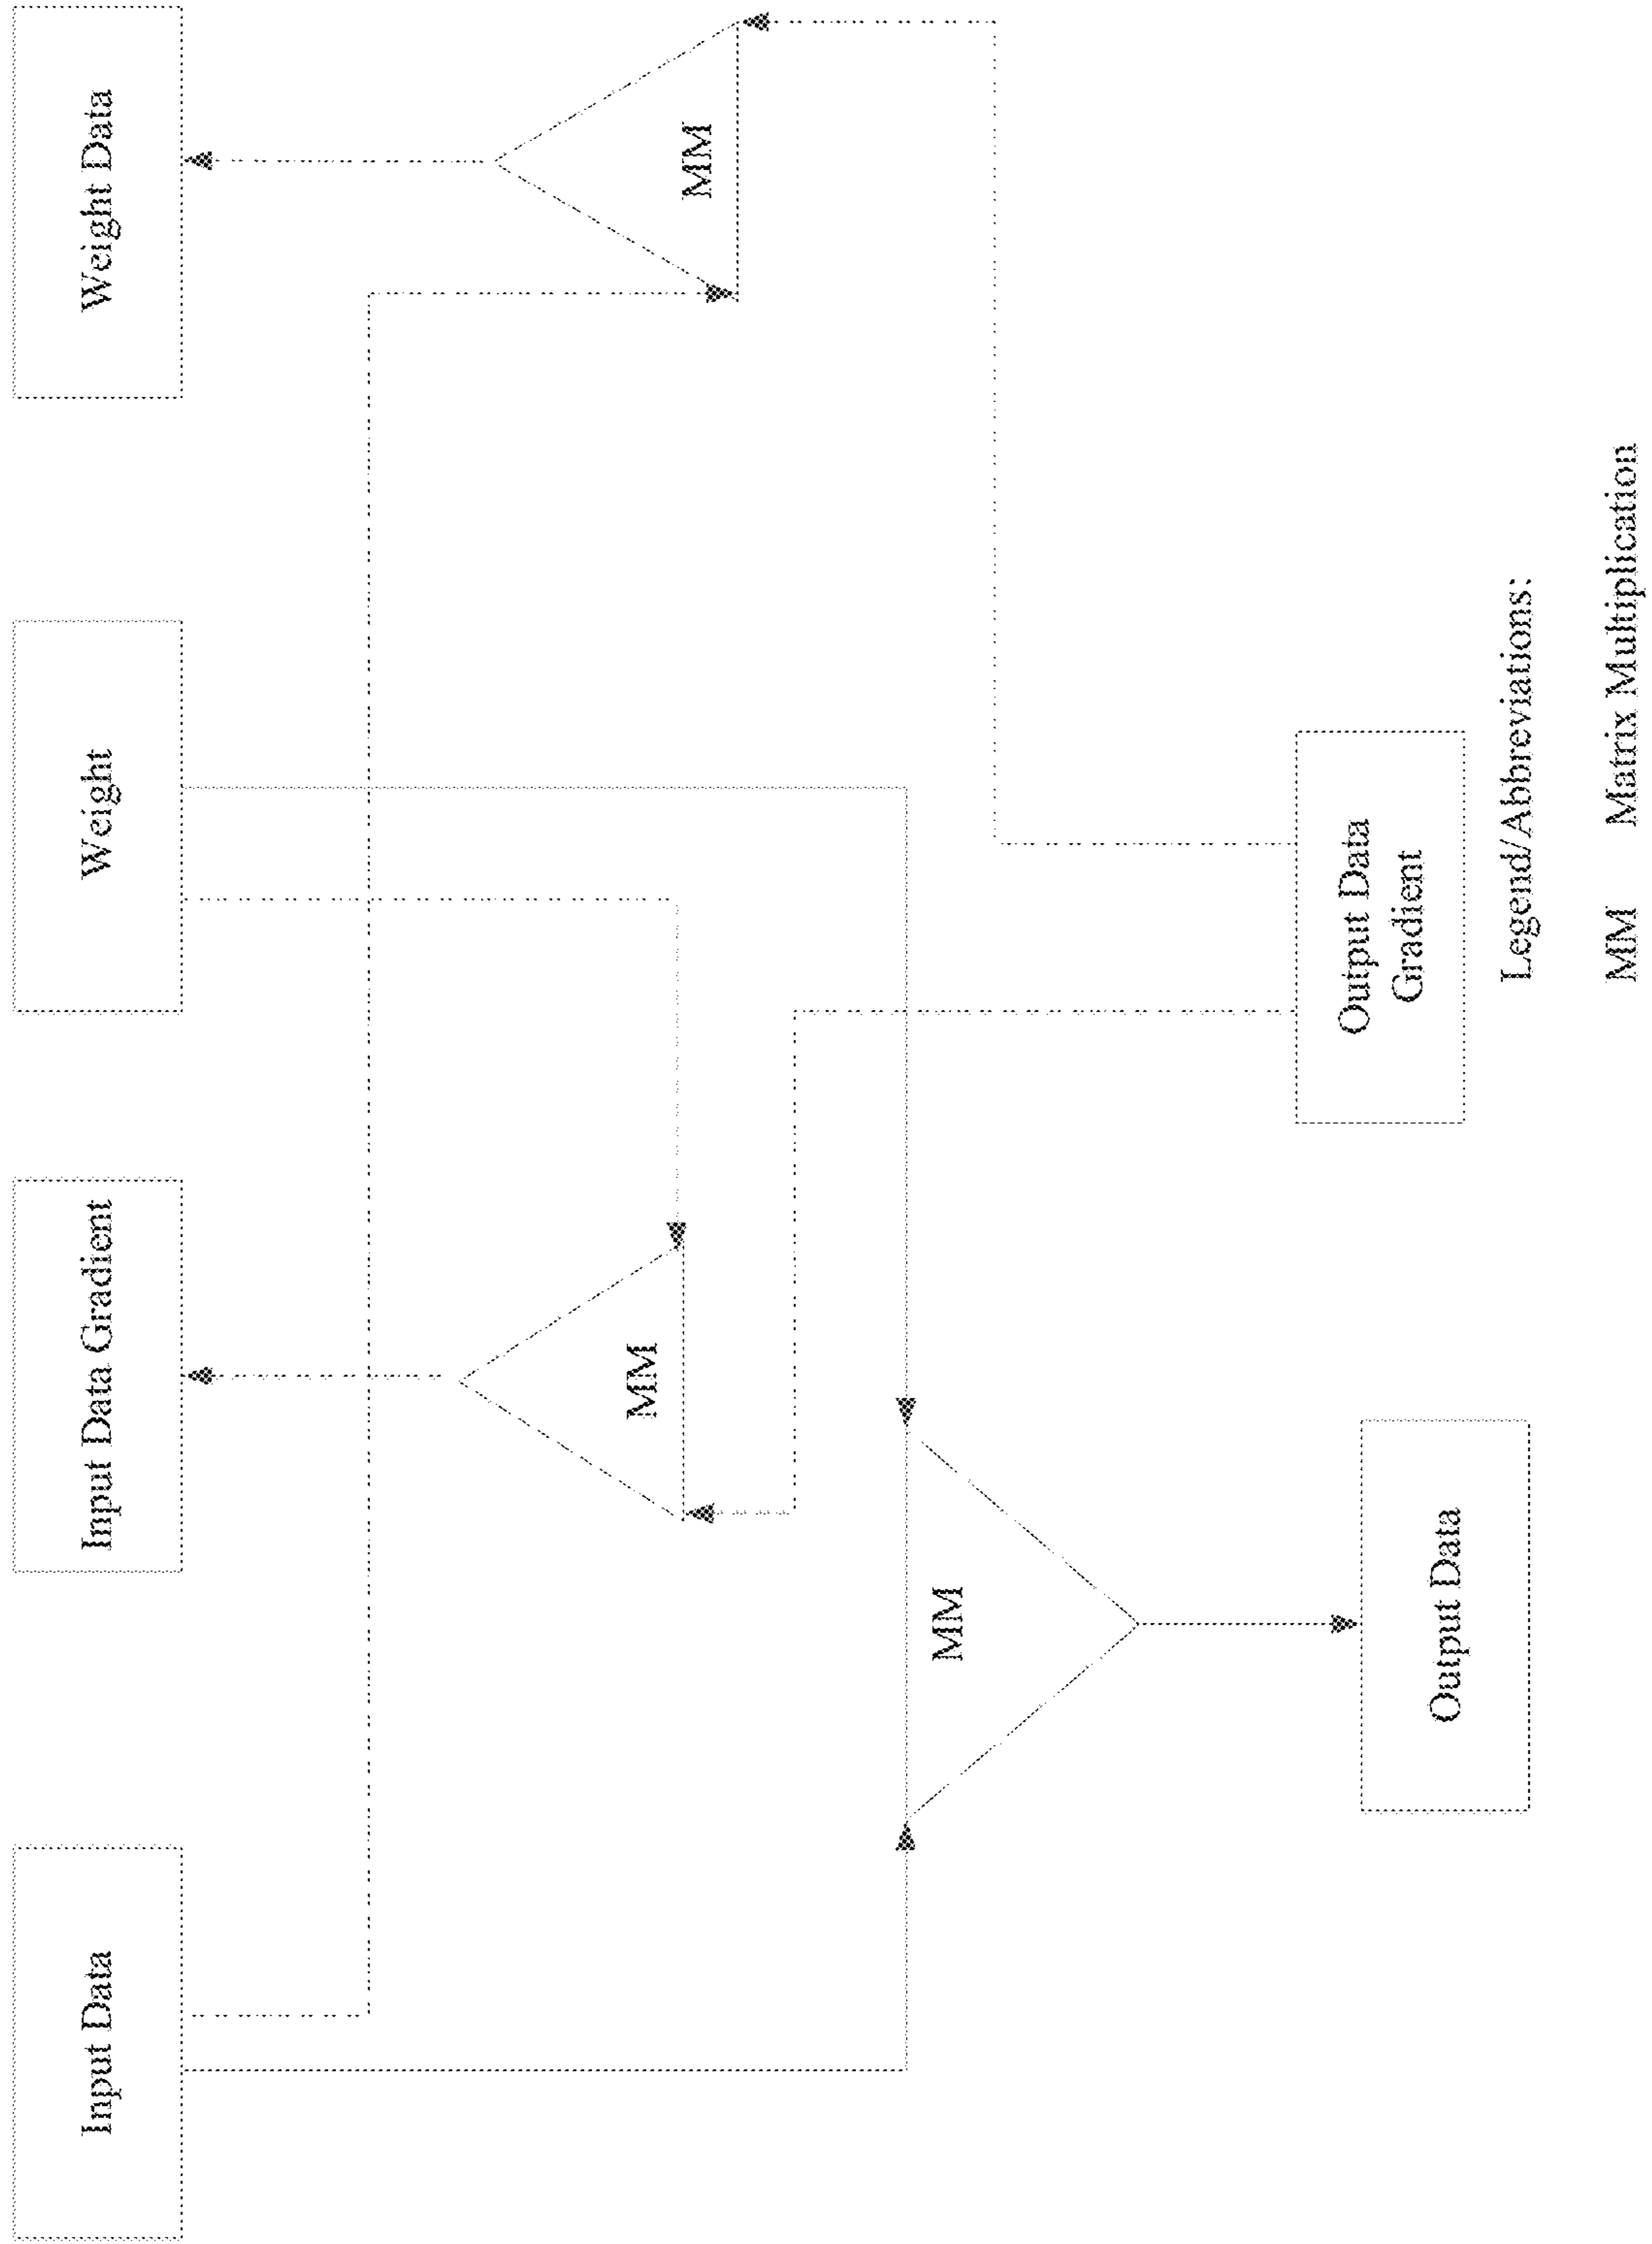 Input Data
Input Data Gradient
Weight
Weight Data
MM
MM
MM
Output Data
Output Data
Gradient
Legend/Abbreviations:
MM Matrix Multiplication